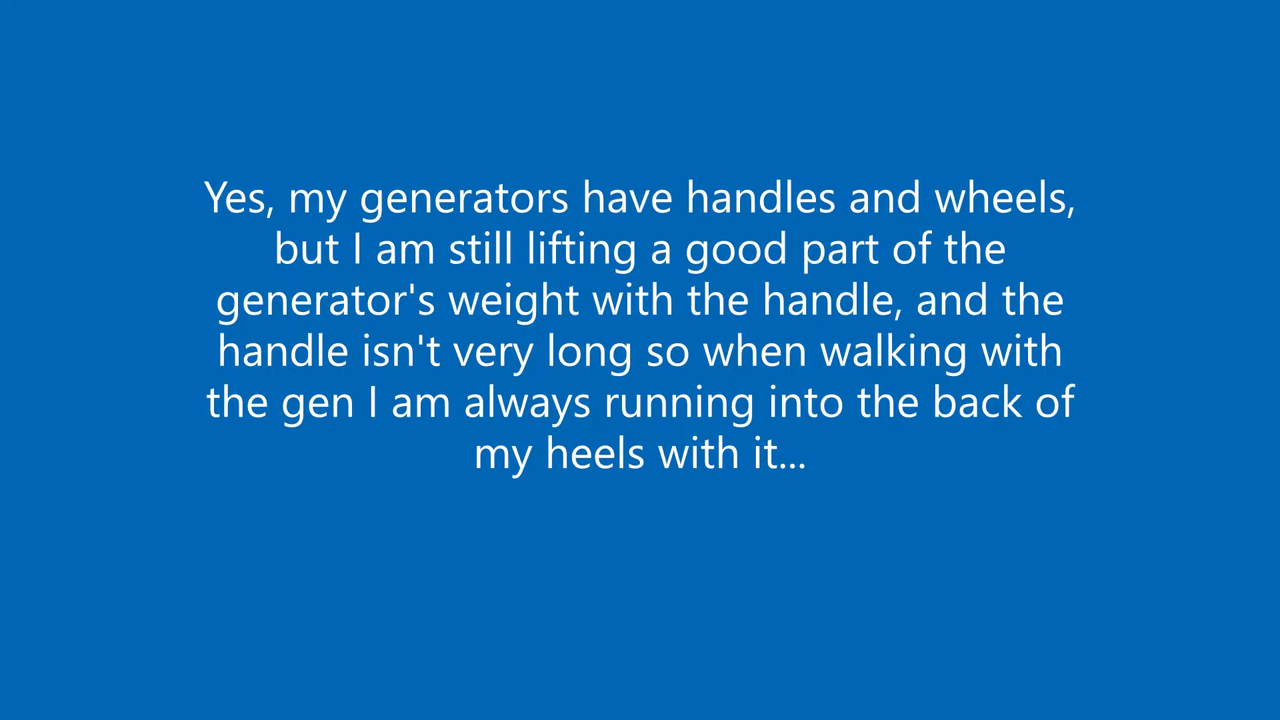 Yes, my generators have handles and wheels,
but I am still lifting a good part of the
generator's weight with the handle, and the
handle isn't very long so when walking with
the gen I am always running into the back of
my heels with it...